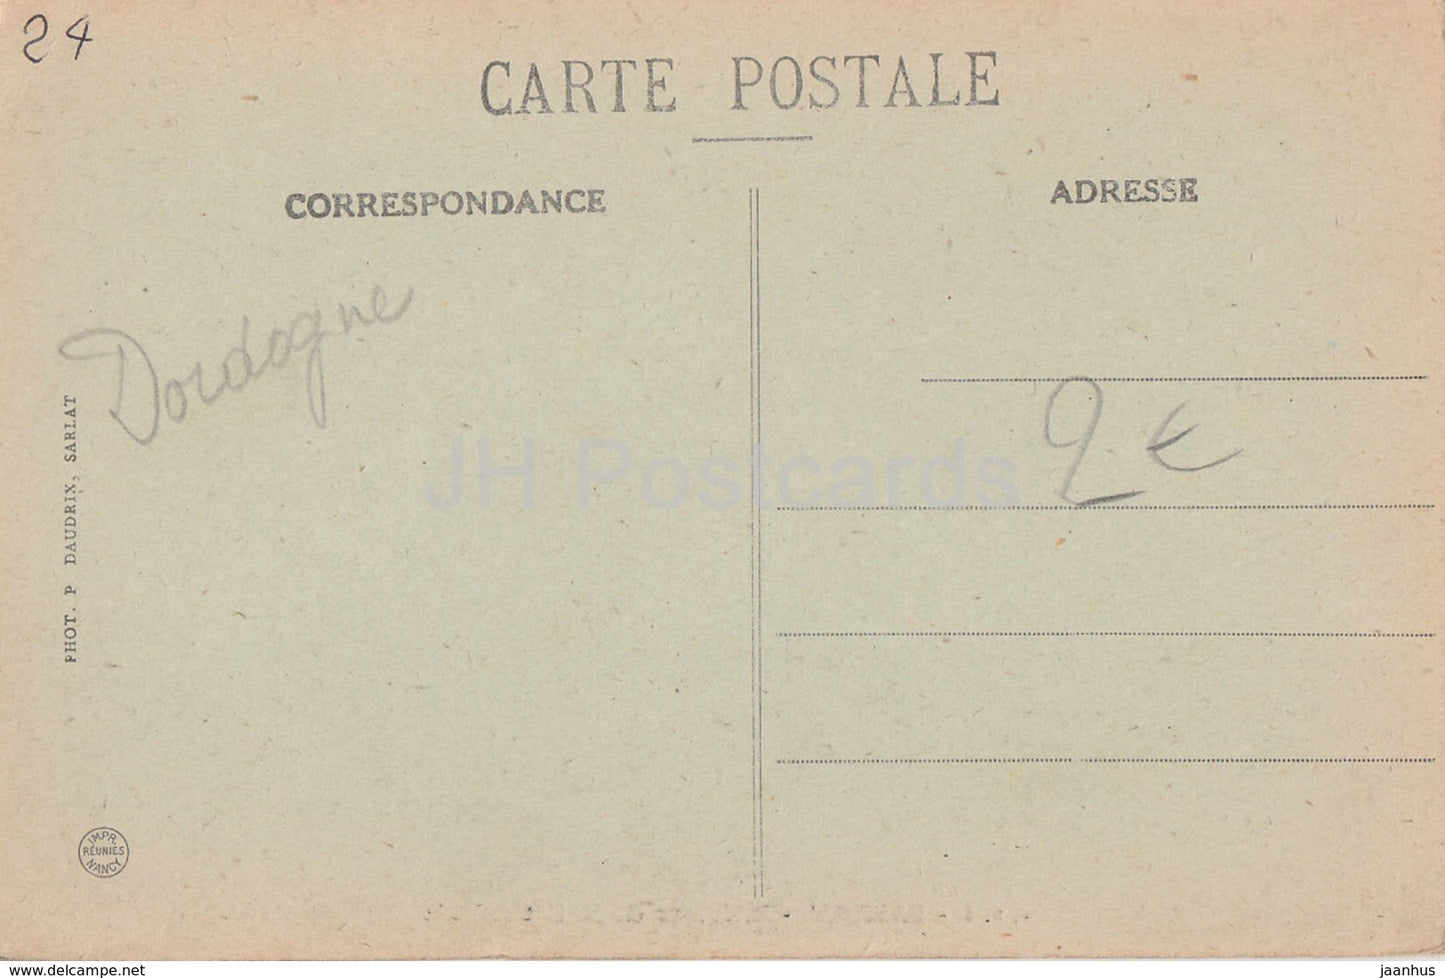 24
CARTE POSTALE
CORRESPONDANCE
ADRESSE
Dordogne
2 €
PHOT. P DAUDRIX, SARLAT
JH Postcards
IMPR.
RÉUNIES
NANCY
www.delcampe.net
jaanhus